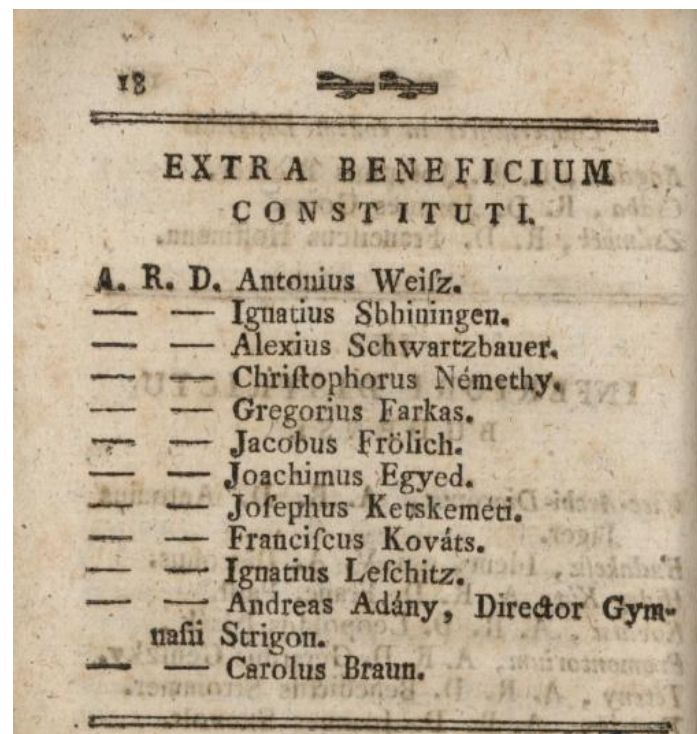 18
EXTRA BENEFICIUM
CONSTITUTI.
A. R. D. Antonius Weiſz.
— — Ignatius Sbhiningen.
— — Alexius Schwartzbauer.
— — Chriſtophorus Némethy.
— — Gregorius Farkas.
— — Jacobus Frölich.
— — Joachimus Egyed.
— — Joſephus Ketskeméti.
— — Franciſcus Kováts.
— — Ignatius Leſchitz.
— — Andreas Adány, Director Gym-
naſii Strigon.
— — Carolus Braun.